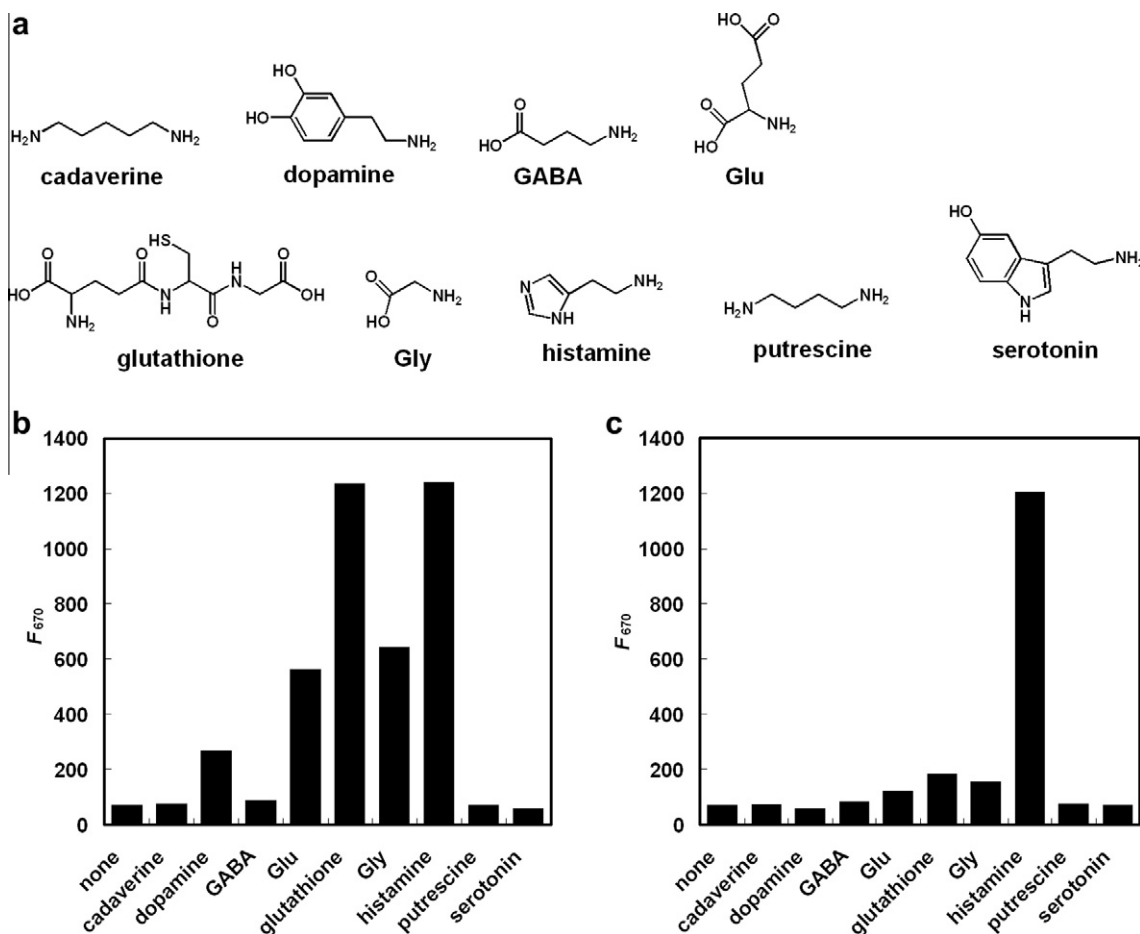 a
H₂N NH₂
cadaverine
HO
HO
NH₂
dopamine
O
HO
NH₂
GABA
HO O
O
NH₂
HO
Glu
HS
O O H O
HO N N OH
NH₂ H O
glutathione
O
NH₂
HO
Gly
N
NH
NH₂
histamine
NH₂
H₂N
putrescine
HO
NH₂
N
H
serotonin
b
1400
1200
1000
800
600
400
200
0
F670
none
cadaverine
dopamine
GABA
Glu
glutathione
Gly
histamine
putrescine
serotonin
c
1400
1200
1000
800
600
400
200
0
F670
none
cadaverine
dopamine
GABA
Glu
glutathione
Gly
histamine
putrescine
serotonin